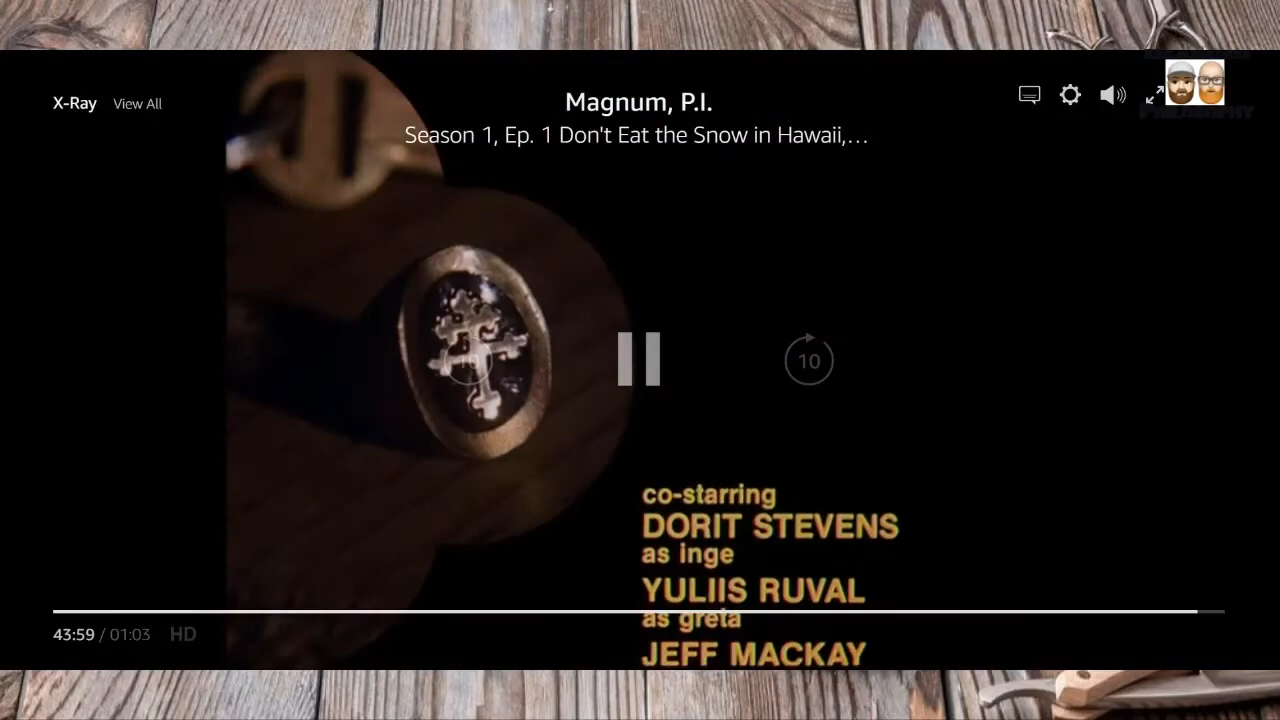 X-Ray View All
Magnum, P.I.
Season 1, Ep. 1 Don't Eat the Snow in Hawaii,...
10
co-starring
DORIT STEVENS
as inge
YULIIS RUVAL
as greta
JEFF MACKAY
43:59 / 01:03 HD